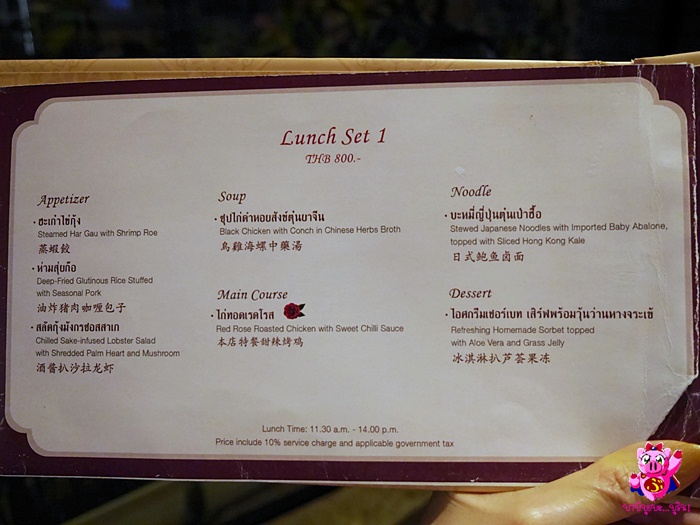 Lunch Set 1
THB 800.-
Appetizer
· ฮะเก๋าไข่กุ้ง
Steamed Har Gau with Shrimp Roe
蒸蝦餃
· ห่ามสุ่ยก๊อ
Deep-Fried Glutinous Rice Stuffed
with Seasonal Pork
油炸猪肉咖喱包子
· สลัดกุ้งมังกรซอสสาเก
Chilled Sake-infused Lobster Salad
with Shredded Palm Heart and Mushroom
酒醬扒沙拉龙虾
Soup
· ซุปไก่ดำหอยสังข์ตุ๋นยาจีน
Black Chicken with Conch in Chinese Herbs Broth
烏雞海螺中藥湯
Main Course
· ไก่ทอดเรดโรส
Red Rose Roasted Chicken with Sweet Chilli Sauce
本店特餐甜辣烤鸡
Noodle
· บะหมี่ญี่ปุ่นตุ๋นเป๋าฮื้อ
Stewed Japanese Noodles with Imported Baby Abalone,
topped with Sliced Hong Kong Kale
日式鲍鱼卤面
Dessert
· ไอศกรีมเชอร์เบท เสิร์ฟพร้อมวุ้นว่านหางจระเข้
Refreshing Homemade Sorbet topped
with Aloe Vera and Grass Jelly
冰淇淋扒芦荟果冻
Lunch Time: 11.30 a.m. - 14.00 p.m.
Price include 10% service charge and applicable government tax